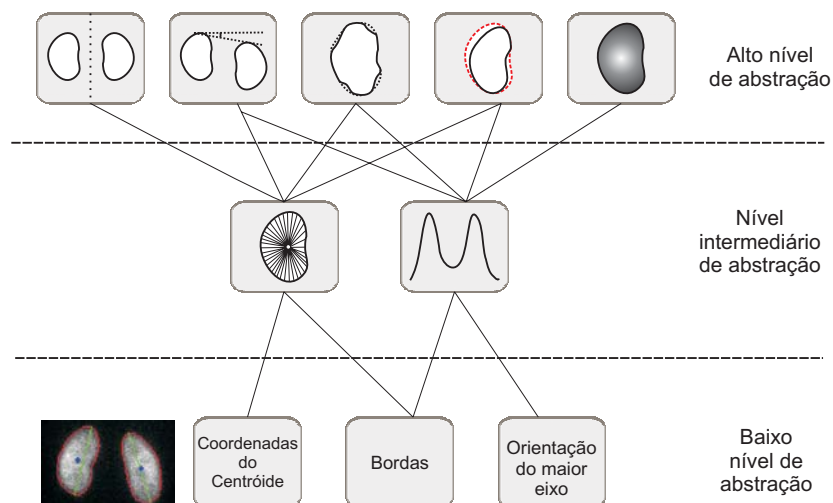 Alto nível
de abstração
Nível
intermediário
de abstração
Coordenadas
do
Centróide
Bordas
Orientação
do maior
eixo
Baixo
nível de
abstração